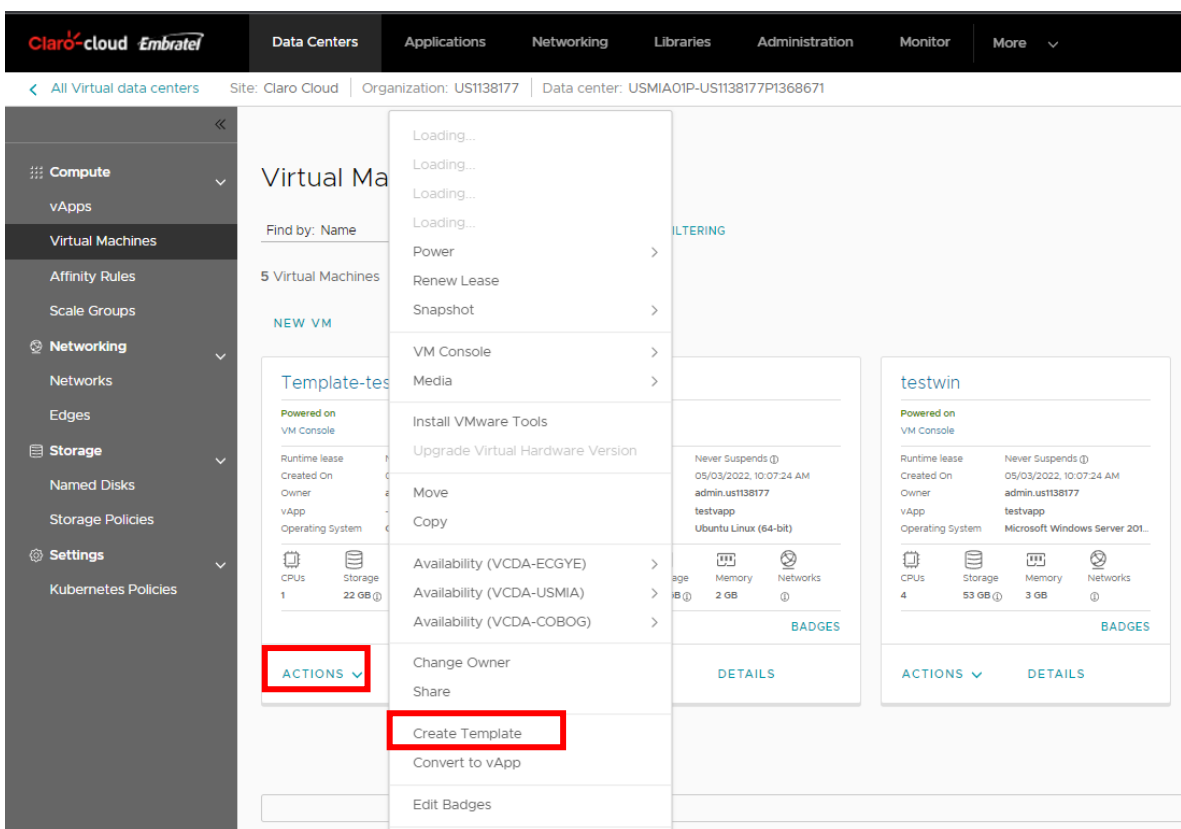 Claro-cloud Embratel Data Centers Applications Networking Libraries Administration Monitor More
All Virtual data centers Site: Claro Cloud Organization: US1138177 Data center: USMIA01P-US1138177P1368671
Compute
vApps
Virtual Machines
Affinity Rules
Scale Groups
Networking
Networks
Edges
Storage
Named Disks
Storage Policies
Settings
Kubernetes Policies
Virtual Ma
Find by: Name
ILTERING
5 Virtual Machines
NEW VM
Loading...
Loading...
Loading...
Loading...
Power
Renew Lease
Snapshot
VM Console
Media
Install VMware Tools
Upgrade Virtual Hardware Version
Move
Copy
Availability (VCDA-ECGYE)
Availability (VCDA-USMIA)
Availability (VCDA-COBOG)
Change Owner
Share
Create Template
Convert to vApp
Edit Badges
Template-tes
Powered on
VM Console
Runtime lease
Created On
Owner
vApp
Operating System
CPUs Storage
1 22 GB
ACTIONS
Never Suspends
05/03/2022, 10:07:24 AM
admin.us1138177
testvapp
Ubuntu Linux (64-bit)
Memory Networks
2 GB
BADGES
DETAILS
testwin
Powered on
VM Console
Runtime lease Never Suspends
Created On 05/03/2022, 10:07:24 AM
Owner admin.us1138177
vApp testvapp
Operating System Microsoft Windows Server 201...
CPUs Storage Memory Networks
4 53 GB 3 GB
BADGES
ACTIONS DETAILS